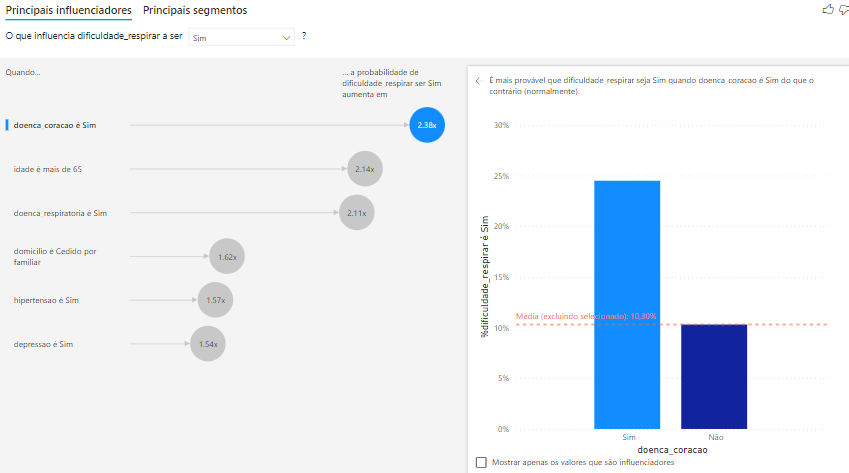 Principais influenciadores Principais segmentos
O que influencia dificuldade_respirar a ser Sim ?
Quando...
... a probabilidade de
dificuldade_respirar ser Sim
aumenta em
doenca_coracao é Sim 2.38x
idade é mais de 65 2.14x
doenca_respiratoria é Sim 2.11x
domicilio é Cedido por
familiar
1.62x
hipertensao é Sim 1.57x
depressao é Sim 1.54x
É mais provável que dificuldade_respirar seja Sim quando doenca_coracao é Sim do que o
contrário (normalmente).
%dificuldade_respirar é Sim
30%
25%
20%
15%
Média (excluindo selecionado): 10,30%
10%
5%
0%
Sim Não
doenca_coracao
Mostrar apenas os valores que são influenciadores